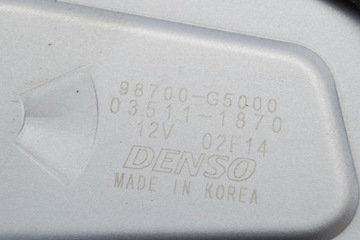 98700-G5000
03511-1870
12V 02F14
DENSO
MADE IN KOREA